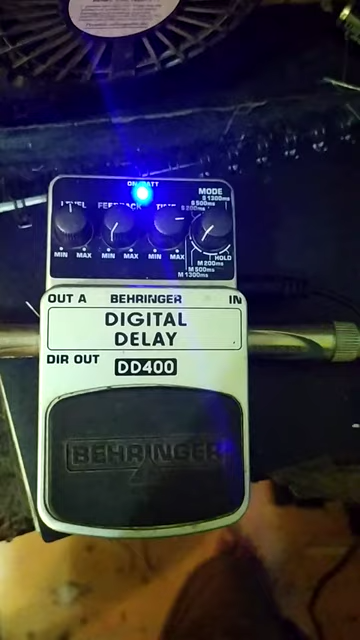 ON/BATT
MODE
S 1300ms
S 500ms
S 200ms
LEVEL
FEEDBACK
TIME
HOLD
MIN MAX MIN MAX MIN MAX
M 200ms
M 500ms
M 1300ms
OUT A BEHRINGER IN
DIGITAL
DELAY
DIR OUT DD400
BEHRINGER